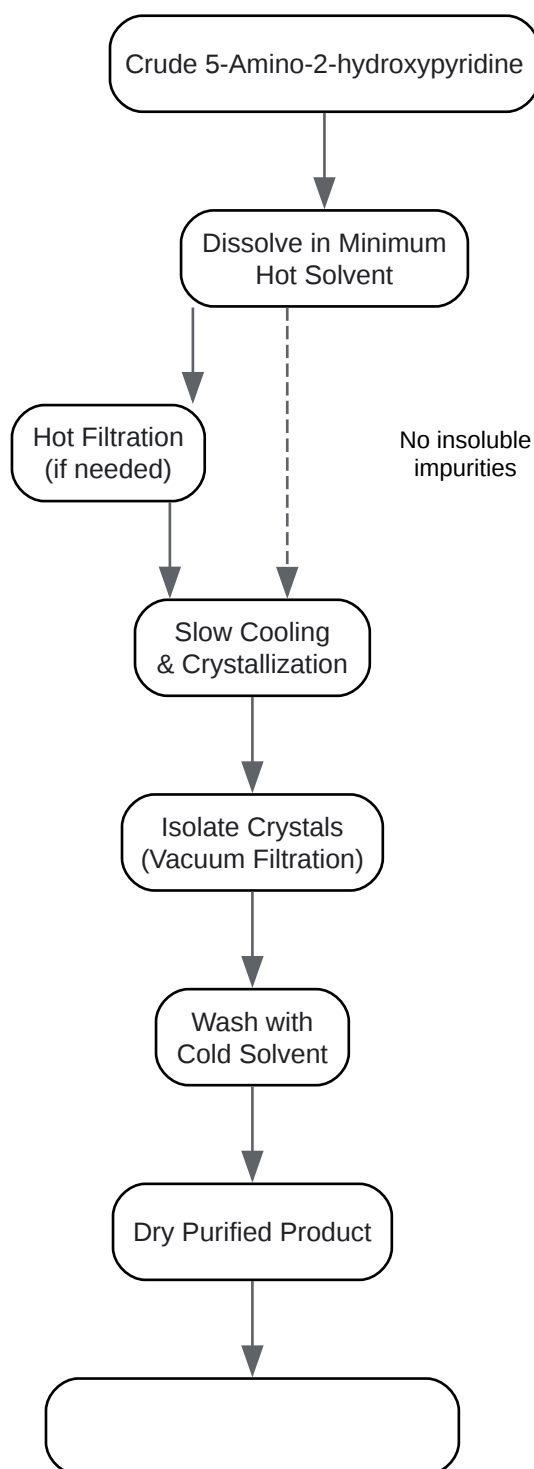 Crude 5-Amino-2-hydroxypyridine
Dissolve in Minimum
Hot Solvent
Hot Filtration
(if needed)
No insoluble
impurities
Slow Cooling
& Crystallization
Isolate Crystals
(Vacuum Filtration)
Wash with
Cold Solvent
Dry Purified Product